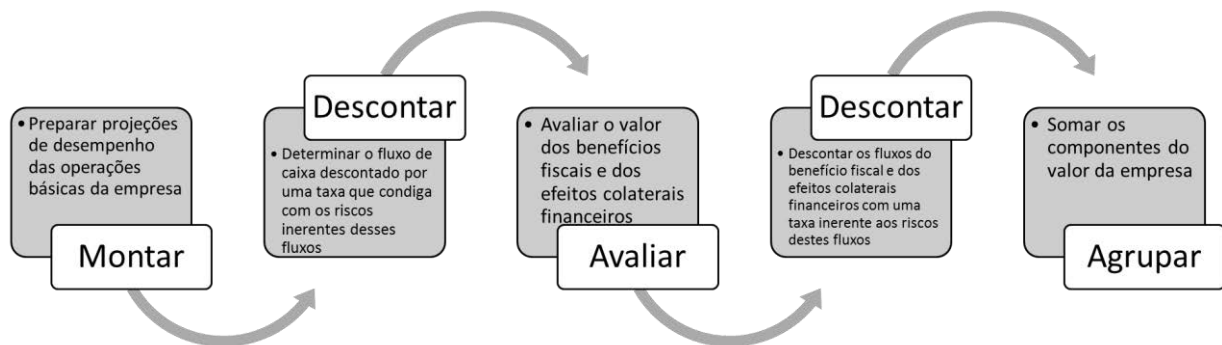 • Preparar projeções
de desempenho
das operações
básicas da empresa
Montar
Descontar
• Determinar o fluxo de
caixa descontado por
uma taxa que condiga
com os riscos
inerentes desses
fluxos
• Avaliar o valor
dos benefícios
fiscais e dos
efeitos colaterais
financeiros
Avaliar
Descontar
• Descontar os fluxos do
benefício fiscal e dos
efeitos colaterais
financeiros com uma
taxa inerente aos riscos
destes fluxos
• Somar os
componentes do
valor da empresa
Agrupar